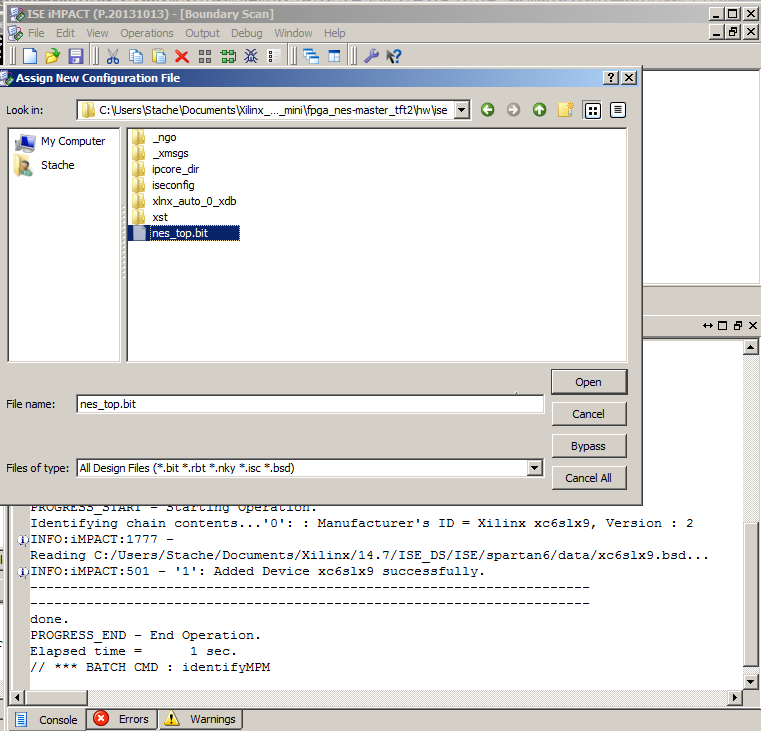 ISE iMPACT (P.20131013) - [Boundary Scan]
File Edit View Operations Output Debug Window Help
Assign New Configuration File
Look in: C:\Users\Stache\Documents\Xilinx_..._mini\fpga_nes-master_tft2\hw\ise
My Computer
Stache
_ngo
_xmsgs
ipcore_dir
iseconfig
xlnx_auto_0_xdb
xst
nes_top.bit
Open
File name: nes_top.bit
Cancel
Bypass
Files of type: All Design Files (*.bit *.rbt *.nky *.isc *.bsd)
Cancel All
PROGRESS_START - Starting Operation.
Identifying chain contents...'0': : Manufacturer's ID = Xilinx xc6slx9, Version : 2
INFO:iMPACT:1777 -
Reading C:/Users/Stache/Documents/Xilinx/14.7/ISE_DS/ISE/spartan6/data/xc6slx9.bsd...
INFO:iMPACT:501 - '1': Added Device xc6slx9 successfully.
----------------------------------------------------------------------
----------------------------------------------------------------------
done.
PROGRESS_END - End Operation.
Elapsed time =      1 sec.
// *** BATCH CMD : identifyMPM
Console Errors Warnings